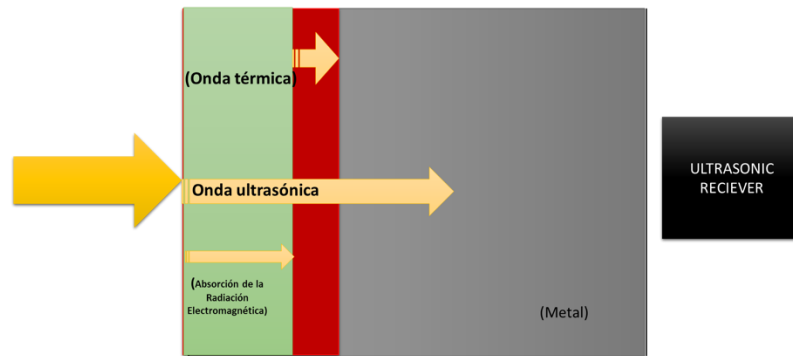 (Onda térmica)
Onda ultrasónica
(Absorción de la
Radiación
Electromagnética)
(Metal)
ULTRASONIC
RECIEVER